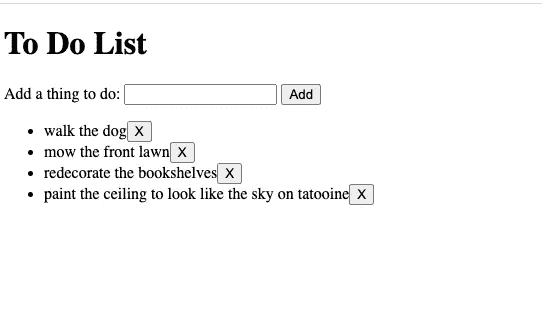 To Do List
Add a thing to do: Add
walk the dog X
mow the front lawn X
redecorate the bookshelves X
paint the ceiling to look like the sky on tatooine X